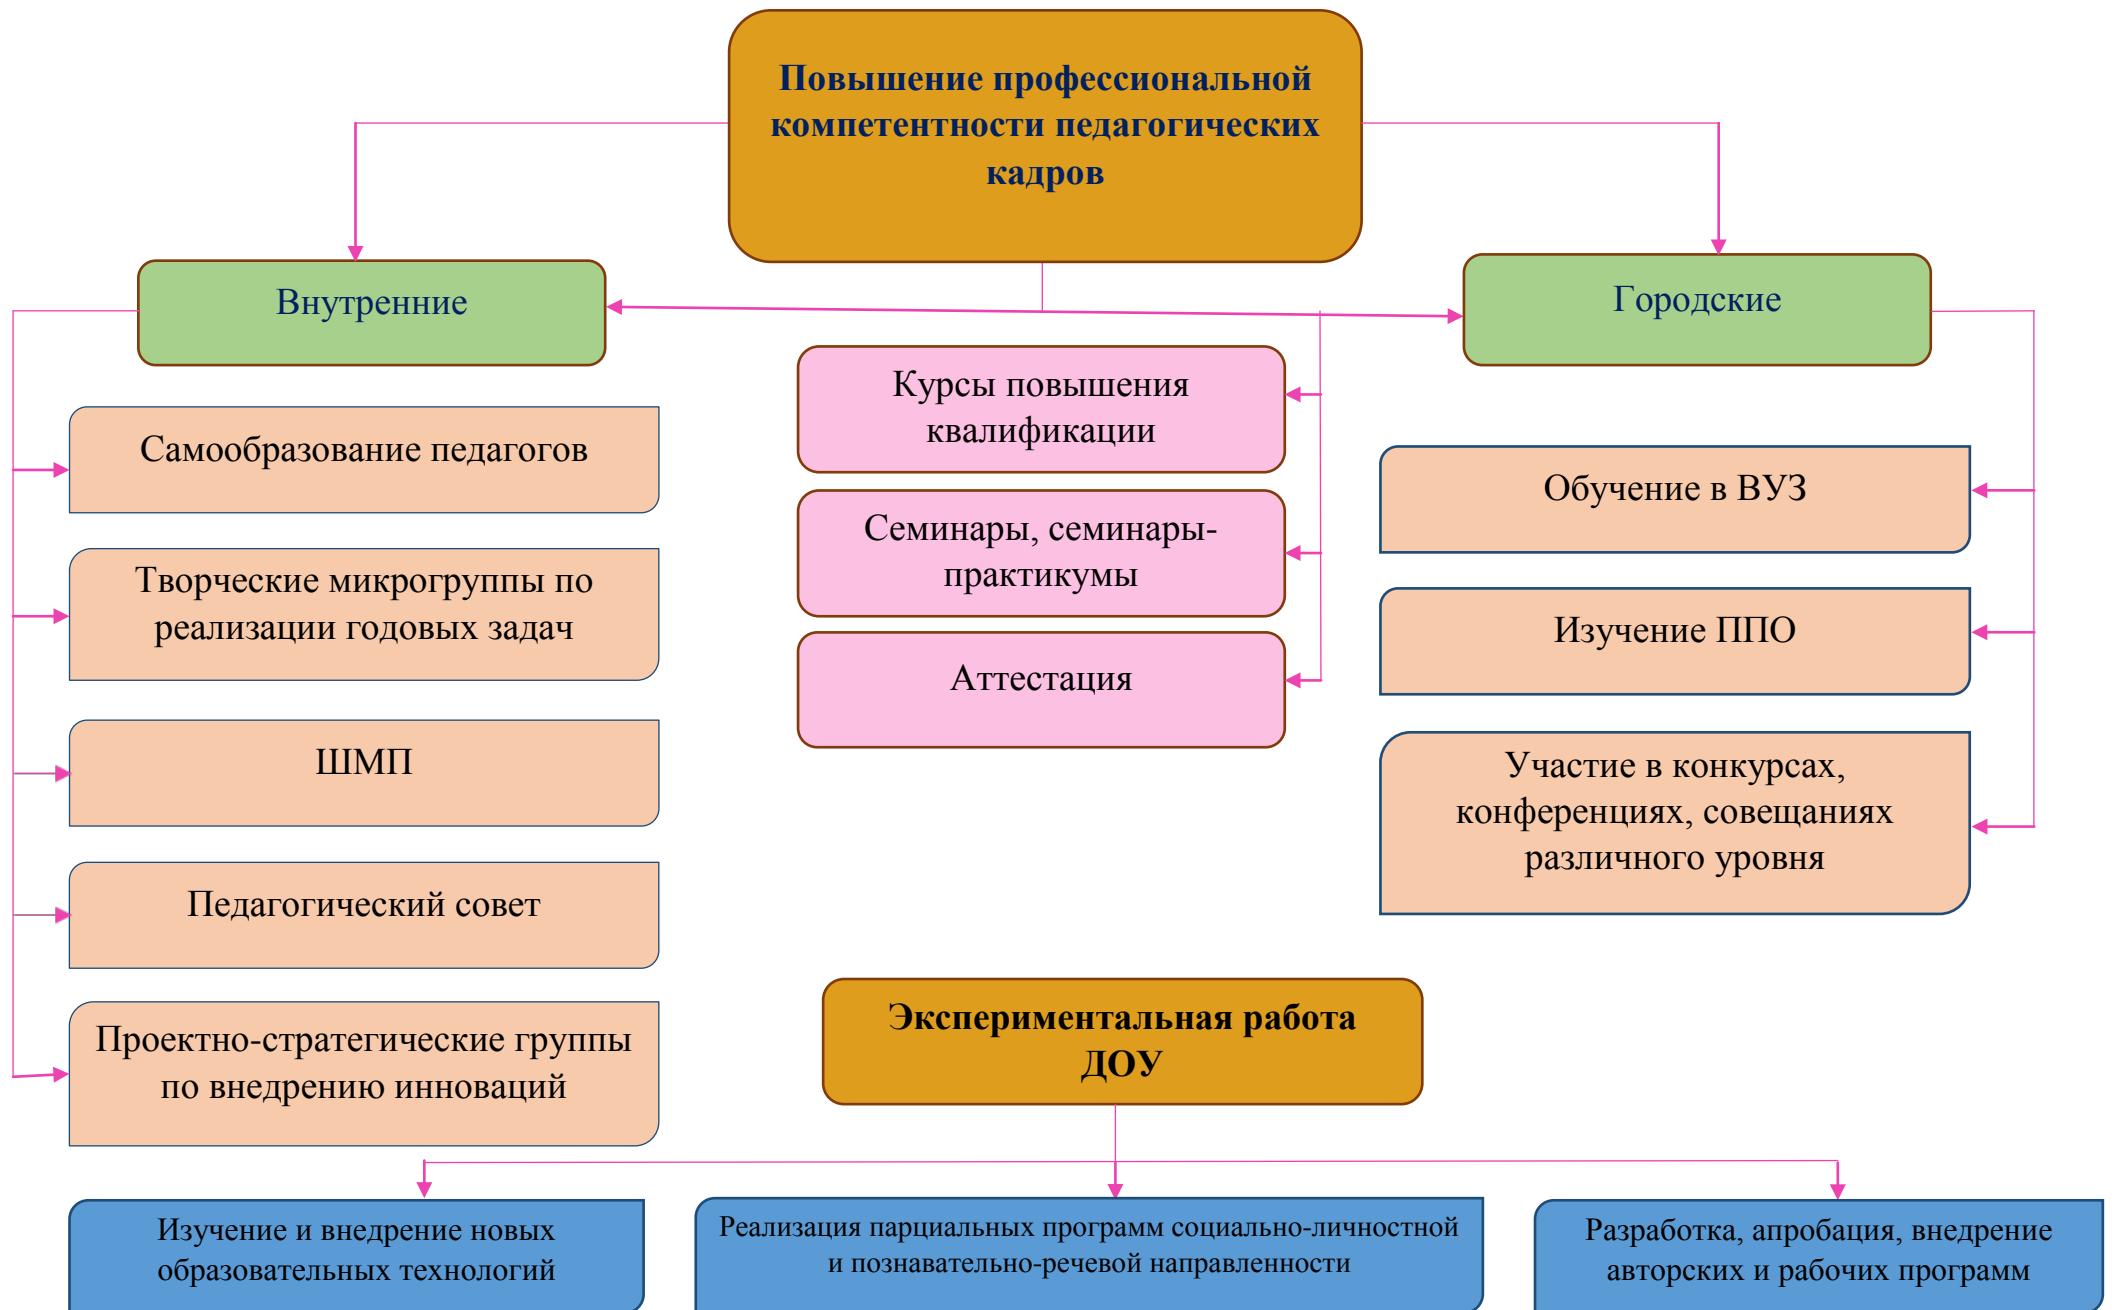 Повышение профессиональной
компетентности педагогических
кадров
Внутренние
Городские
Самообразование педагогов
Творческие микрогруппы по
реализации годовых задач
ШМП
Педагогический совет
Проектно-стратегические группы
по внедрению инноваций
Курсы повышения
квалификации
Семинары, семинары-
практикумы
Аттестация
Обучение в ВУЗ
Изучение ППО
Участие в конкурсах,
конференциях, совещаниях
различного уровня
Экспериментальная работа
ДОУ
Изучение и внедрение новых
образовательных технологий
Реализация парциальных программ социально-личностной
и познавательно-речевой направленности
Разработка, апробация, внедрение
авторских и рабочих программ